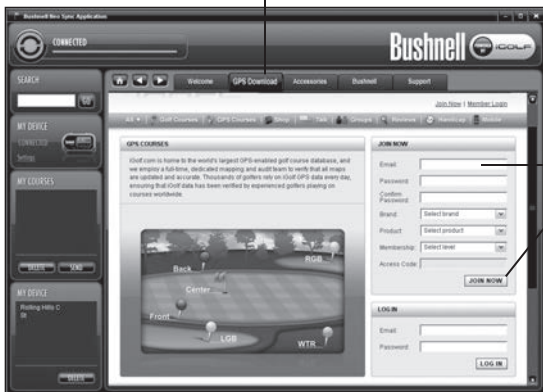 Bushnell Neo Sync Application
CONNECTED
Bushnell
POWERED BY iGOLF
SEARCH
GO
Welcome
GPS Download
Accessories
Bushnell
Support
Join Now | Member Login
All
Golf Courses
GPS Courses
Shop
Talk
Groups
Reviews
Handicap
Mobile
MY DEVICE
CONNECTED
Settings
MY COURSES
DELETE
SEND
MY DEVICE
Rolling Hills C
St
DELETE
GPS COURSES
iGolf.com is home to the world's largest GPS-enabled golf course database, and
we employ a full-time, dedicated mapping and audit team to verify that all maps
are updated and accurate. Thousands of golfers rely on iGolf GPS data every day,
ensuring that iGolf data has been verified by experienced golfers playing on
courses worldwide.
Back
RGB
Center
Front
LGB
WTR
JOIN NOW
Email:
Password:
Confirm
Password:
Brand: Select brand
Product: Select product
Membership: Select level
Access Code:
JOIN NOW
LOG IN
Email:
Password:
LOG IN